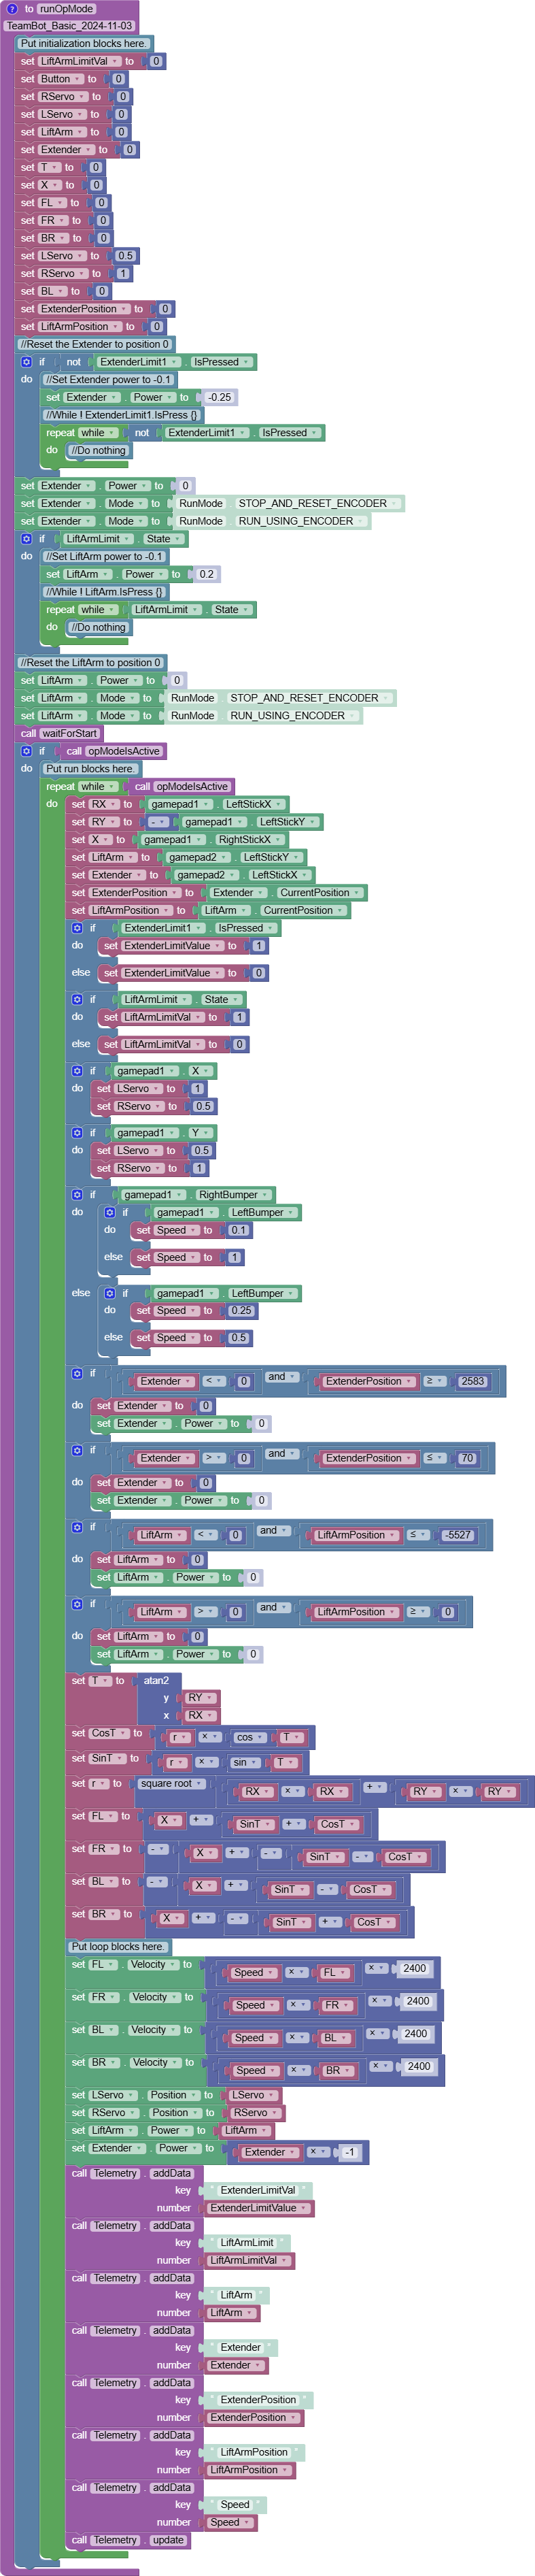 to runOpMode
TeamBot_Basic_2024-11-03
Put initialization blocks here.
set LiftArmLimitVal to 0
set Button to 0
set RServo to 0
set LServo to 0
set LiftArm to 0
set Extender to 0
set T to 0
set X to 0
set FL to 0
set FR to 0
set BR to 0
set LServo to 0.5
set RServo to 1
set BL to 0
set ExtenderPosition to 0
set LiftArmPosition to 0
//Reset the Extender to position 0
if not ExtenderLimit1 . IsPressed
do //Set Extender power to -0.1
set Extender . Power to -0.25
//While ! ExtenderLimit1.IsPress {}
repeat while not ExtenderLimit1 . IsPressed
do //Do nothing
set Extender . Power to 0
set Extender . Mode to RunMode STOP_AND_RESET_ENCODER
set Extender . Mode to RunMode RUN_USING_ENCODER
if LiftArmLimit . State
do //Set LiftArm power to -0.1
set LiftArm . Power to 0.2
//While ! LiftArm.IsPress {}
repeat while LiftArmLimit . State
do //Do nothing
//Reset the LiftArm to position 0
set LiftArm . Power to 0
set LiftArm . Mode to RunMode STOP_AND_RESET_ENCODER
set LiftArm . Mode to RunMode RUN_USING_ENCODER
call waitForStart
if call opModeIsActive
do Put run blocks here.
repeat while call opModeIsActive
do set RX to gamepad1 . LeftStickX
set RY to - gamepad1 . LeftStickY
set X to gamepad1 . RightStickX
set LiftArm to gamepad2 . LeftStickY
set Extender to gamepad2 . LeftStickX
set ExtenderPosition to Extender . CurrentPosition
set LiftArmPosition to LiftArm . CurrentPosition
if ExtenderLimit1 . IsPressed
do set ExtenderLimitValue to 1
else set ExtenderLimitValue to 0
if LiftArmLimit . State
do set LiftArmLimitVal to 1
else set LiftArmLimitVal to 0
if gamepad1 . X
do set LServo to 1
set RServo to 0.5
if gamepad1 . Y
do set LServo to 0.5
set RServo to 1
if gamepad1 . RightBumper
do if gamepad1 . LeftBumper
do set Speed to 0.1
else set Speed to 1
else if gamepad1 . LeftBumper
do set Speed to 0.25
else set Speed to 0.5
if Extender < 0 and ExtenderPosition ≥ 2583
do set Extender to 0
set Extender . Power to 0
if Extender > 0 and ExtenderPosition ≤ 70
do set Extender to 0
set Extender . Power to 0
if LiftArm < 0 and LiftArmPosition ≤ -5527
do set LiftArm to 0
set LiftArm . Power to 0
if LiftArm > 0 and LiftArmPosition ≥ 0
do set LiftArm to 0
set LiftArm . Power to 0
set T to atan2
y RY
x RX
set CosT to r × cos T
set SinT to r × sin T
set r to square root RX × RX + RY × RY
set FL to X + SinT + CosT
set FR to - X + - SinT - CosT
set BL to - X + SinT - CosT
set BR to X + - SinT + CosT
Put loop blocks here.
set FL . Velocity to Speed × FL × 2400
set FR . Velocity to Speed × FR × 2400
set BL . Velocity to Speed × BL × 2400
set BR . Velocity to Speed × BR × 2400
set LServo . Position to LServo
set RServo . Position to RServo
set LiftArm . Power to LiftArm
set Extender . Power to Extender × -1
call Telemetry . addData
key " ExtenderLimitVal "
number ExtenderLimitValue
call Telemetry . addData
key " LiftArmLimit "
number LiftArmLimitVal
call Telemetry . addData
key " LiftArm "
number LiftArm
call Telemetry . addData
key " Extender "
number Extender
call Telemetry . addData
key " ExtenderPosition "
number ExtenderPosition
call Telemetry . addData
key " LiftArmPosition "
number LiftArmPosition
call Telemetry . addData
key " Speed "
number Speed
call Telemetry . update